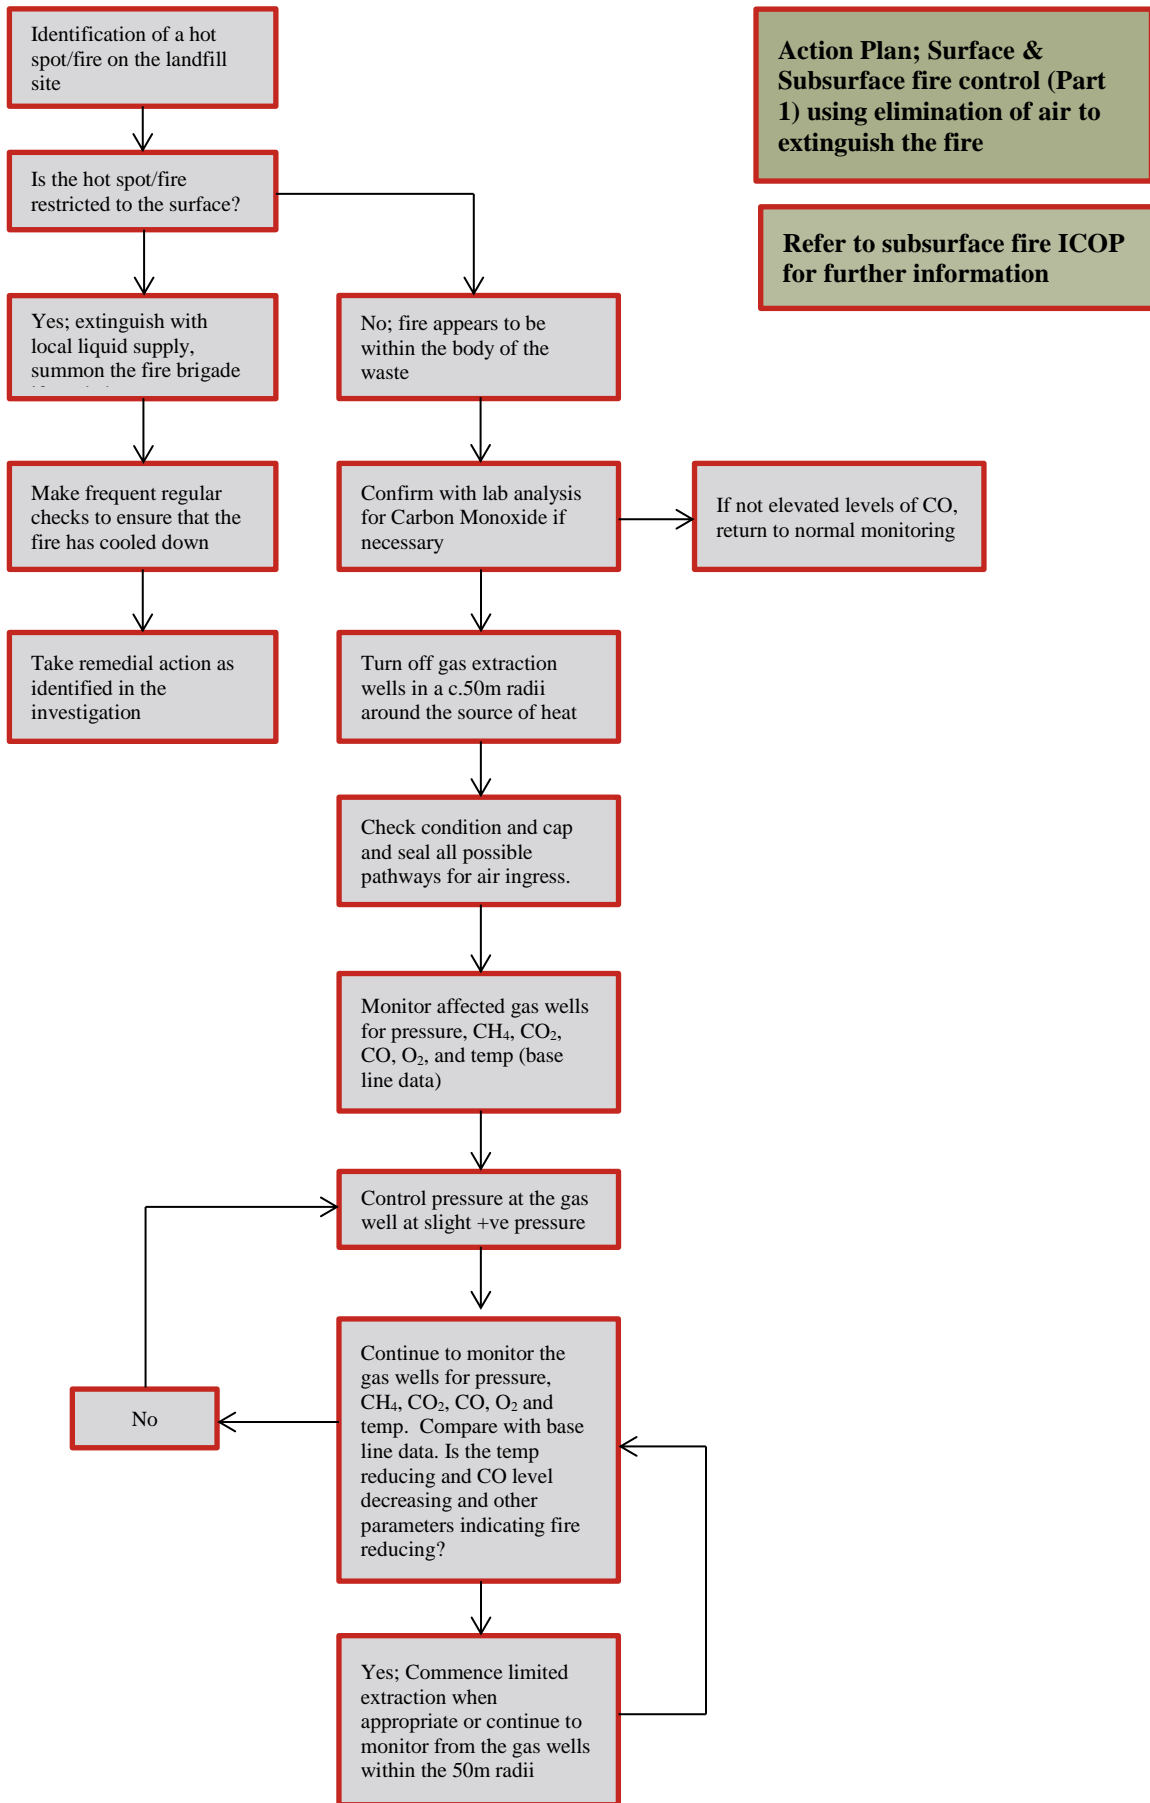 Identification of a hot
spot/fire on the landfill
site
Action Plan; Surface &
Subsurface fire control (Part
1) using elimination of air to
extinguish the fire
Is the hot spot/fire
restricted to the surface?
Refer to subsurface fire ICOP
for further information
Yes; extinguish with
local liquid supply,
summon the fire brigade
No; fire appears to be
within the body of the
waste
Make frequent regular
checks to ensure that the
fire has cooled down
Confirm with lab analysis
for Carbon Monoxide if
necessary
If not elevated levels of CO,
return to normal monitoring
Take remedial action as
identified in the
investigation
Turn off gas extraction
wells in a c.50m radii
around the source of heat
Check condition and cap
and seal all possible
pathways for air ingress.
Monitor affected gas wells
for pressure, CH₄, CO₂,
CO, O₂, and temp (base
line data)
Control pressure at the gas
well at slight +ve pressure
Continue to monitor the
gas wells for pressure,
CH₄, CO₂, CO, O₂ and
temp. Compare with base
line data. Is the temp
reducing and CO level
decreasing and other
parameters indicating fire
reducing?
No
Yes; Commence limited
extraction when
appropriate or continue to
monitor from the gas wells
within the 50m radii